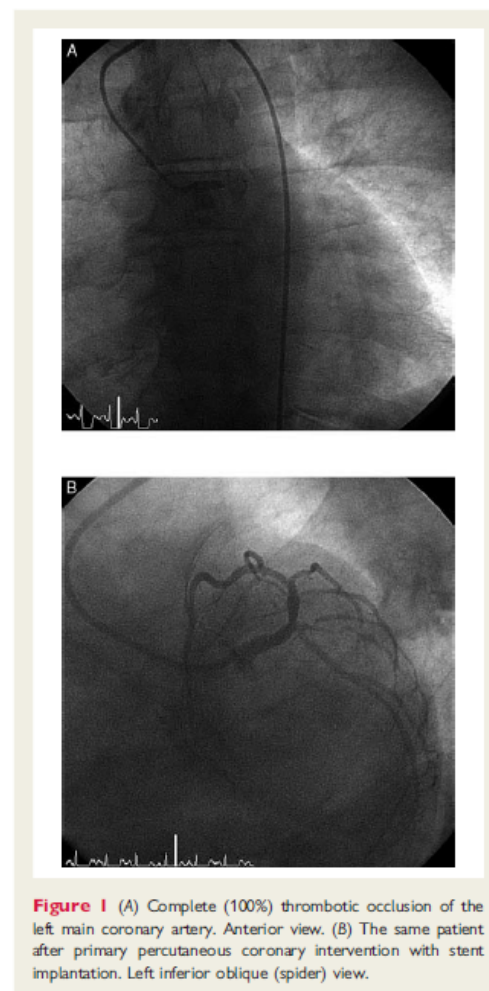 A
B
Figure 1 (A) Complete (100%) thrombotic occlusion of the
left main coronary artery. Anterior view. (B) The same patient
after primary percutaneous coronary intervention with stent
implantation. Left inferior oblique (spider) view.